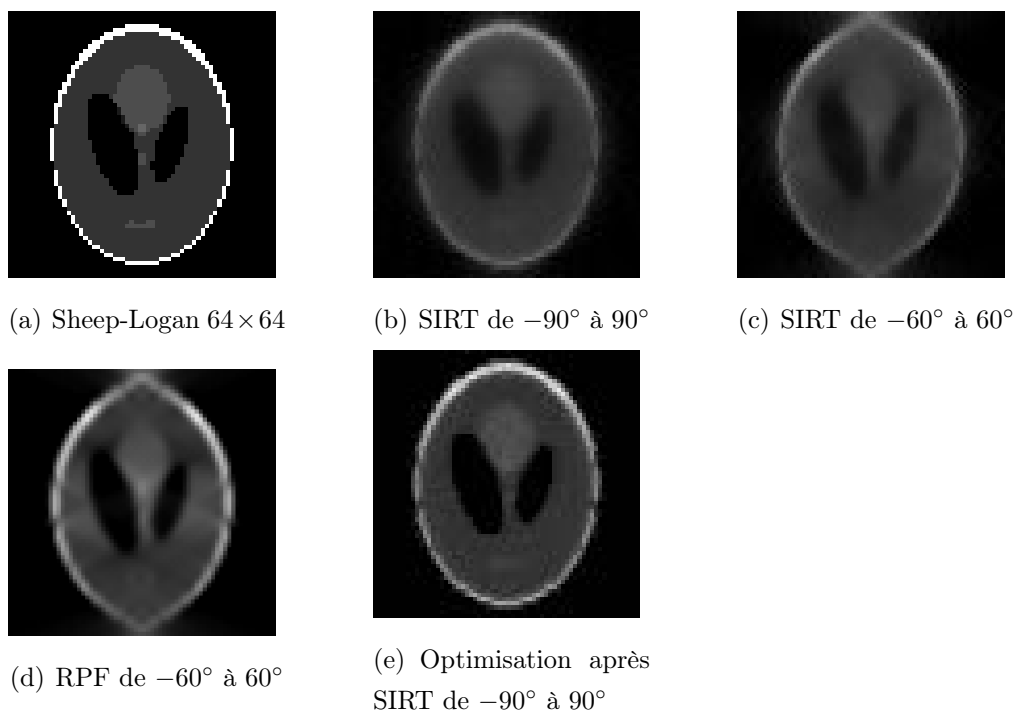 (a) Sheep-Logan 64×64
(b) SIRT de −90° à 90°
(c) SIRT de −60° à 60°
(d) RPF de −60° à 60°
(e) Optimisation après
SIRT de −90° à 90°